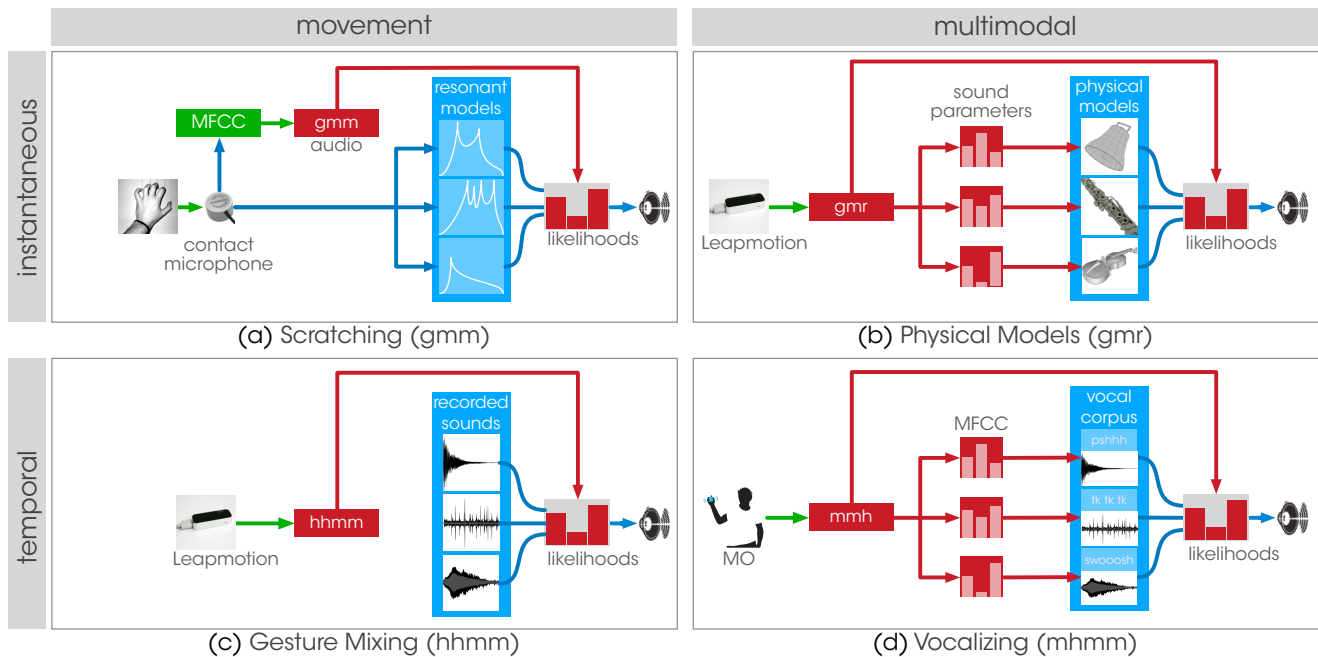 movement
multimodal
instantaneous
MFCC
gmm
audio
contact
microphone
resonant
models
likelihoods
(a) Scratching (gmm)
Leapmotion
gmr
sound
parameters
physical
models
likelihoods
(b) Physical Models (gmr)
temporal
Leapmotion
hhmm
recorded
sounds
likelihoods
(c) Gesture Mixing (hhmm)
MO
mmh
MFCC
vocal
corpus
pshhh
tk tk tk
swooosh
likelihoods
(d) Vocalizing (mhmm)